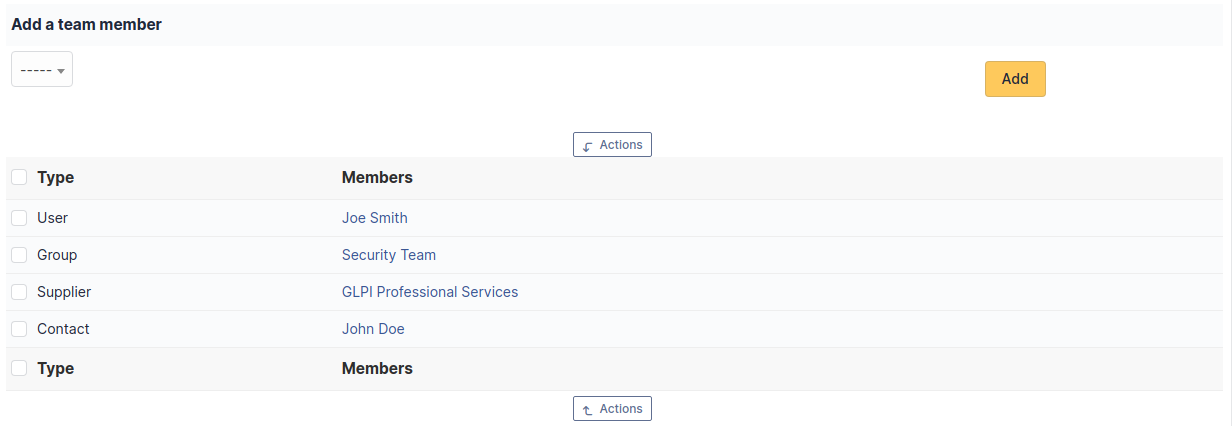 Add a team member
-----
Add
Actions
Type Members
User Joe Smith
Group Security Team
Supplier GLPI Professional Services
Contact John Doe
Type Members
Actions